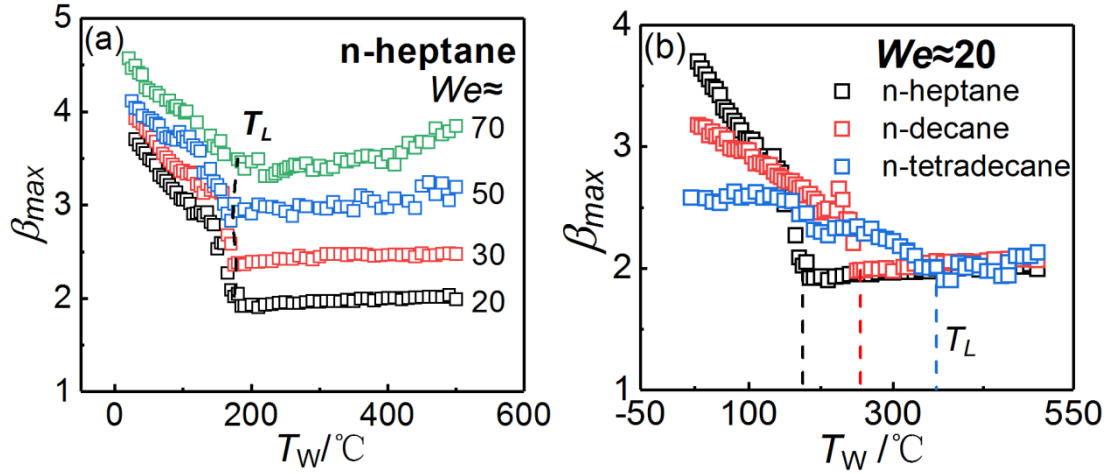 (a)
n-heptane
We≈
T_L
70
50
30
20
β_max
5
4
3
2
1
0
200
400
600
T_W/℃
(b)
We≈20
n-heptane
n-decane
n-tetradecane
T_L
β_max
4
3
2
1
-50
100
300
550
T_W/℃